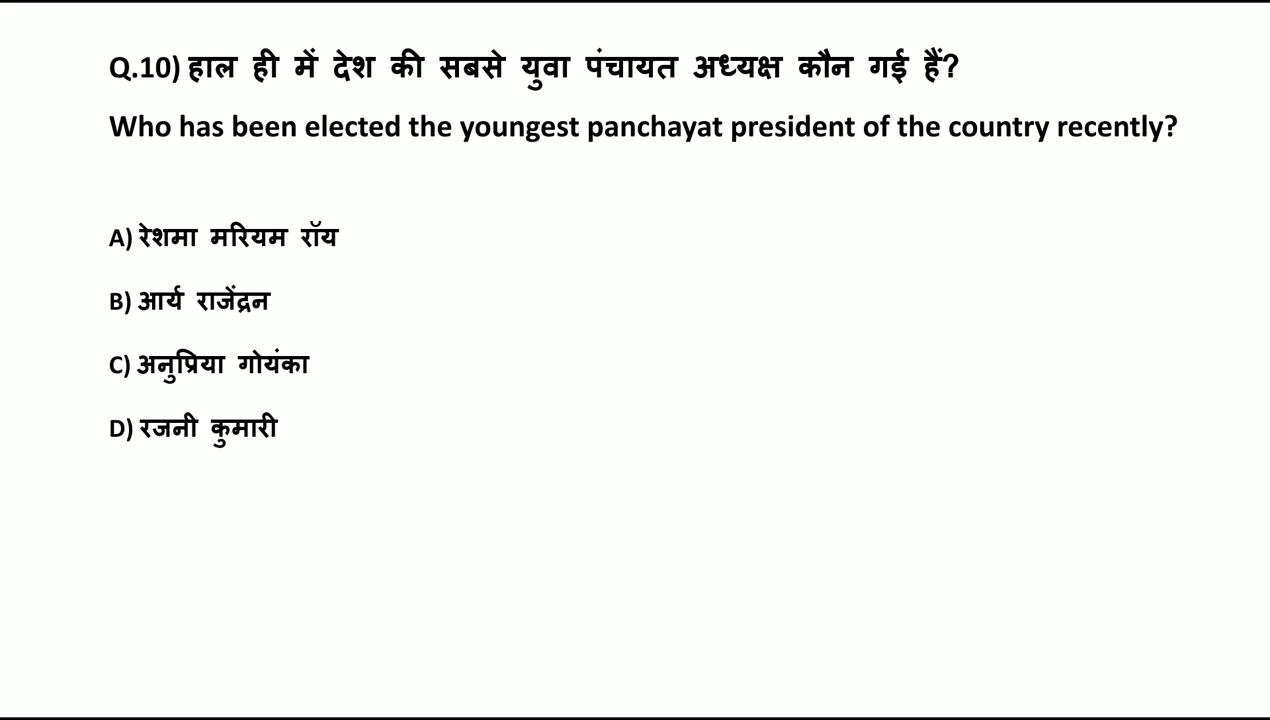 Q.10) हाल ही में देश की सबसे युवा पंचायत अध्यक्ष कौन गई हैं?
Who has been elected the youngest panchayat president of the country recently?
A) रेशमा मरियम रॉय
B) आर्य राजेंद्रन
C) अनुप्रिया गोयंका
D) रजनी कुमारी